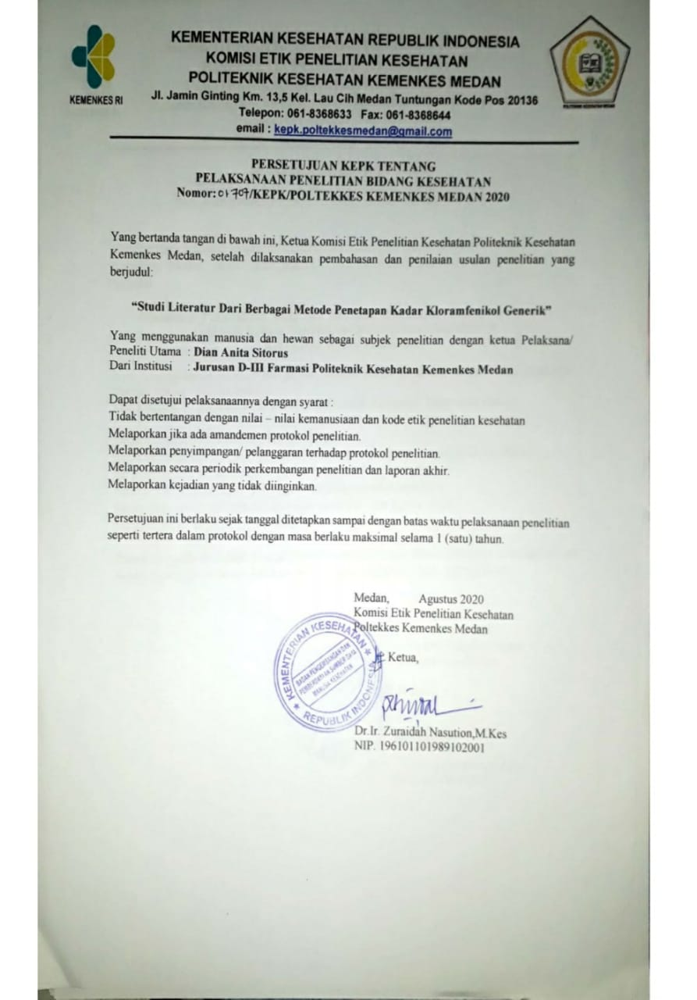 KEMENTERIAN KESEHATAN REPUBLIK INDONESIA
KOMISI ETIK PENELITIAN KESEHATAN
POLITEKNIK KESEHATAN KEMENKES MEDAN
KEMENKES RI
Jl. Jamin Ginting Km. 13,5 Kel. Lau Cih Medan Tuntungan Kode Pos 20136
Telepon: 061-8368633 Fax: 061-8368644
email : kepk.poltekkesmedan@gmail.com
PERSETUJUAN KEPK TENTANG
PELAKSANAAN PENELITIAN BIDANG KESEHATAN
Nomor: /KEPK/POLTEKKES KEMENKES MEDAN 2020
Yang bertanda tangan di bawah ini, Ketua Komisi Etik Penelitian Kesehatan Politeknik Kesehatan
Kemenkes Medan, setelah dilaksanakan pembahasan dan penilaian usulan penelitian yang
berjudul:
“Studi Literatur Dari Berbagai Metode Penetapan Kadar Kloramfenikol Generik”
Yang menggunakan manusia dan hewan sebagai subjek penelitian dengan ketua Pelaksana/
Peneliti Utama : Dian Anita Sitorus
Dari Institusi : Jurusan D-III Farmasi Politeknik Kesehatan Kemenkes Medan
Dapat disetujui pelaksanaannya dengan syarat :
Tidak bertentangan dengan nilai – nilai kemanusiaan dan kode etik penelitian kesehatan
Melaporkan jika ada amandemen protokol penelitian.
Melaporkan penyimpangan/ pelanggaran terhadap protokol penelitian.
Melaporkan secara periodik perkembangan penelitian dan laporan akhir.
Melaporkan kejadian yang tidak diinginkan.
Persetujuan ini berlaku sejak tanggal ditetapkan sampai dengan batas waktu pelaksanaan penelitian
seperti tertera dalam protokol dengan masa berlaku maksimal selama 1 (satu) tahun.
Medan, Agustus 2020
Komisi Etik Penelitian Kesehatan
Poltekkes Kemenkes Medan
Ketua,
KEMENTERIAN KESEHATAN
BADAN PENGEMBANGAN DAN
PEMBERDAYAAN SUMBER DAYA
MANUSIA KESEHATAN
REPUBLIK INDONESIA
Dr.Ir. Zuraidah Nasution,M.Kes
NIP. 196101101989102001